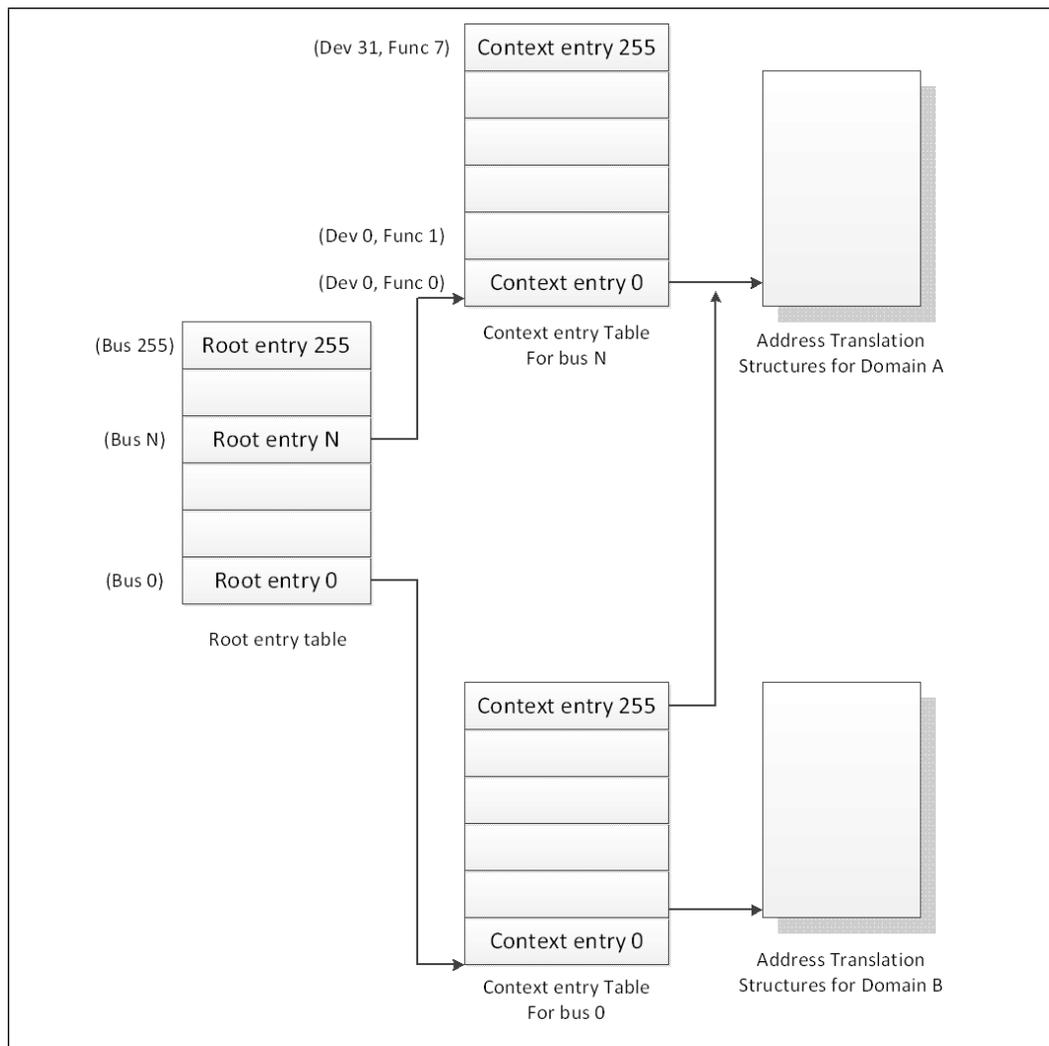 (Dev 31, Func 7)
Context entry 255
(Dev 0, Func 1)
(Dev 0, Func 0)
Context entry 0
Context entry Table
For bus N
Address Translation
Structures for Domain A
(Bus 255)
Root entry 255
(Bus N)
Root entry N
(Bus 0)
Root entry 0
Root entry table
Context entry 255
Context entry 0
Context entry Table
For bus 0
Address Translation
Structures for Domain B